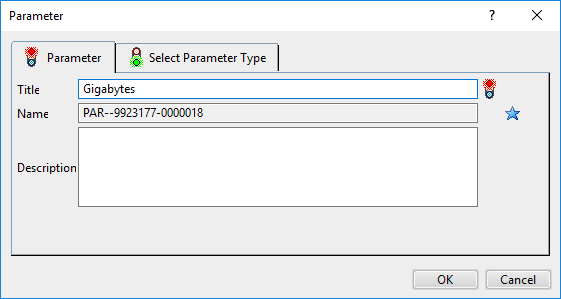 Parameter
?
Parameter
Select Parameter Type
Title
Gigabytes
Name
PAR--9923177-0000018
Description
OK
Cancel